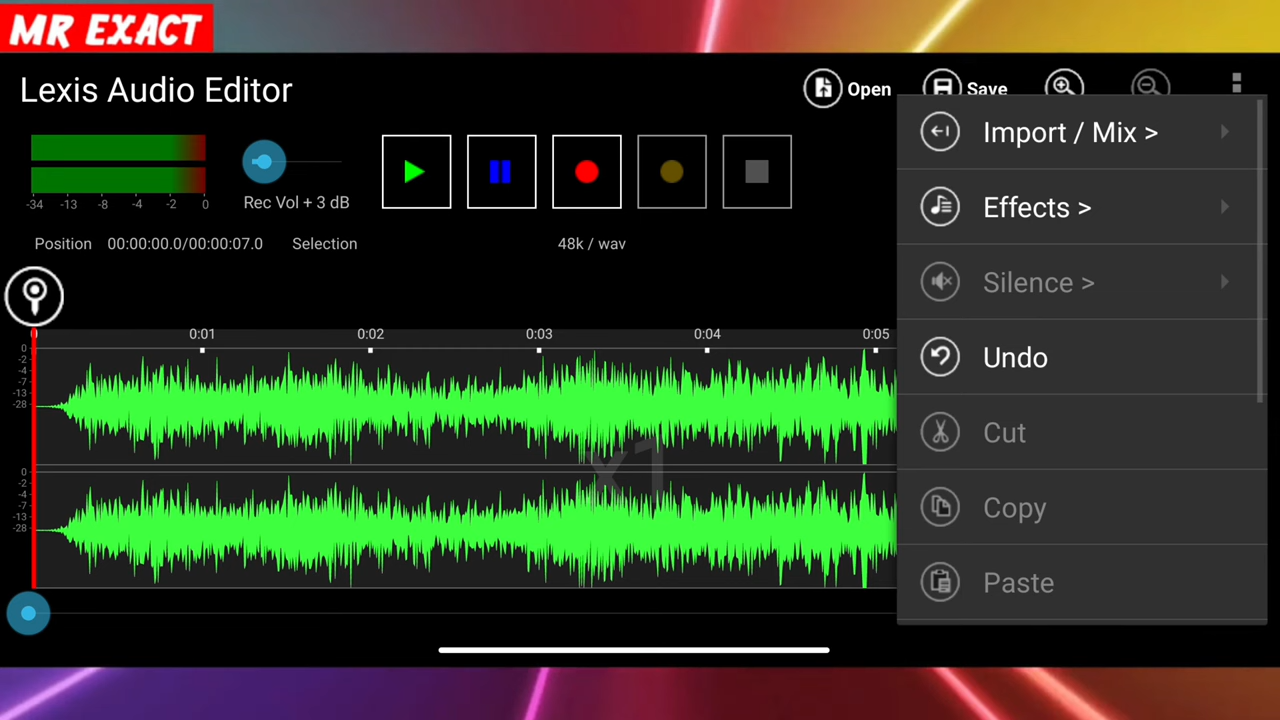 MR EXACT
Lexis Audio Editor
Open
Save
-34 -13 -8 -4 -2 0
Rec Vol + 3 dB
Position 00:00:00.0/00:00:07.0 Selection 48k / wav
0 0:01 0:02 0:03 0:04 0:05
0
-2
-4
-7
-13
-28
x1
0
-2
-4
-7
-13
-28
Import / Mix >
Effects >
Silence >
Undo
Cut
Copy
Paste